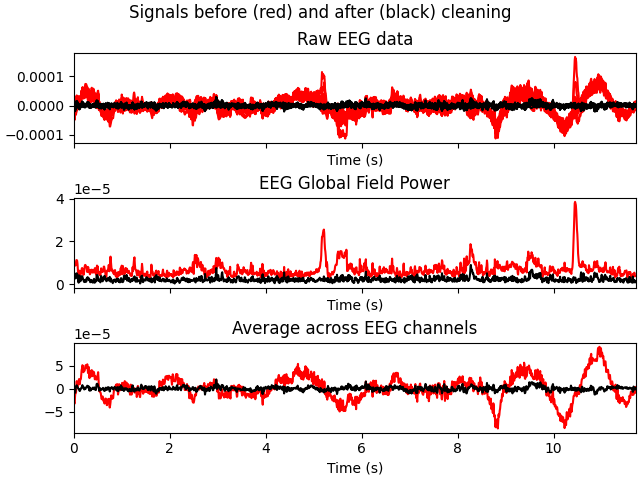 Signals before (red) and after (black) cleaning
Raw EEG data
0.0001
0.0000
−0.0001
Time (s)
EEG Global Field Power
1e−5
4
2
0
Time (s)
Average across EEG channels
1e−5
5
0
−5
0 2 4 6 8 10
Time (s)